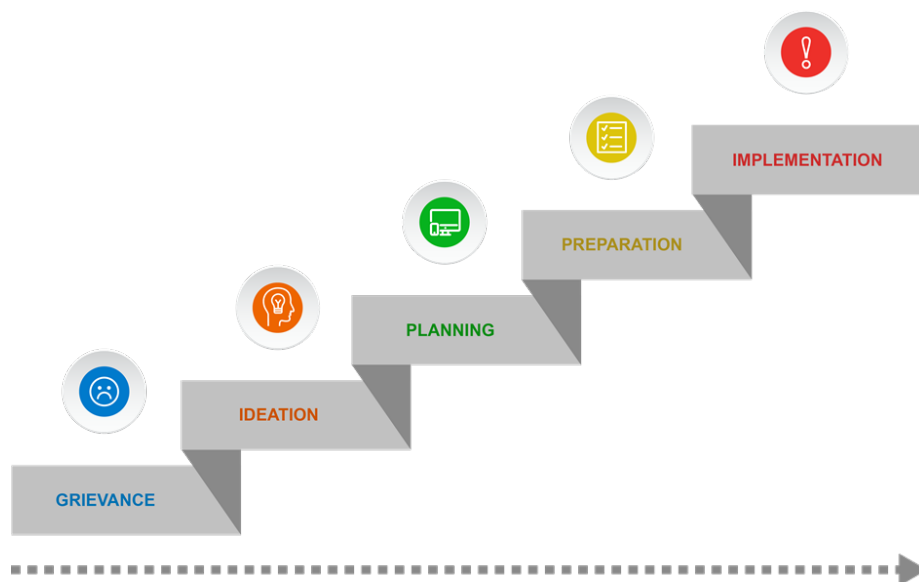 GRIEVANCE
IDEATION
PLANNING
PREPARATION
IMPLEMENTATION